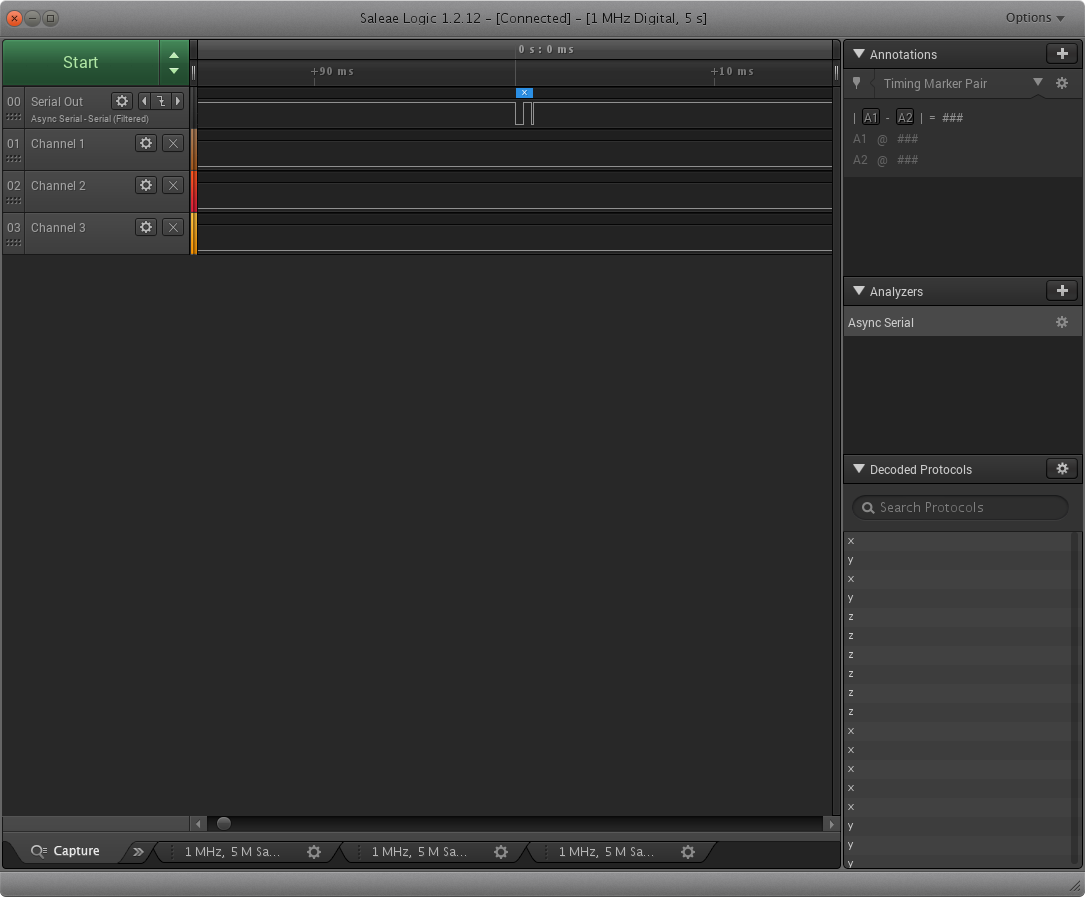 Saleae Logic 1.2.12 - [Connected] - [1 MHz Digital, 5 s]
Options
Start
0 s : 0 ms
+90 ms
+10 ms
00 Serial Out
Async Serial - Serial (Filtered)
x
01 Channel 1
02 Channel 2
03 Channel 3
Annotations
Timing Marker Pair
| A1 - A2 | = ###
A1 @ ###
A2 @ ###
Analyzers
Async Serial
Decoded Protocols
Search Protocols
x
y
x
y
z
z
z
z
z
z
x
x
x
x
x
y
y
y
Capture
1 MHz, 5 M Sa...
1 MHz, 5 M Sa...
1 MHz, 5 M Sa...